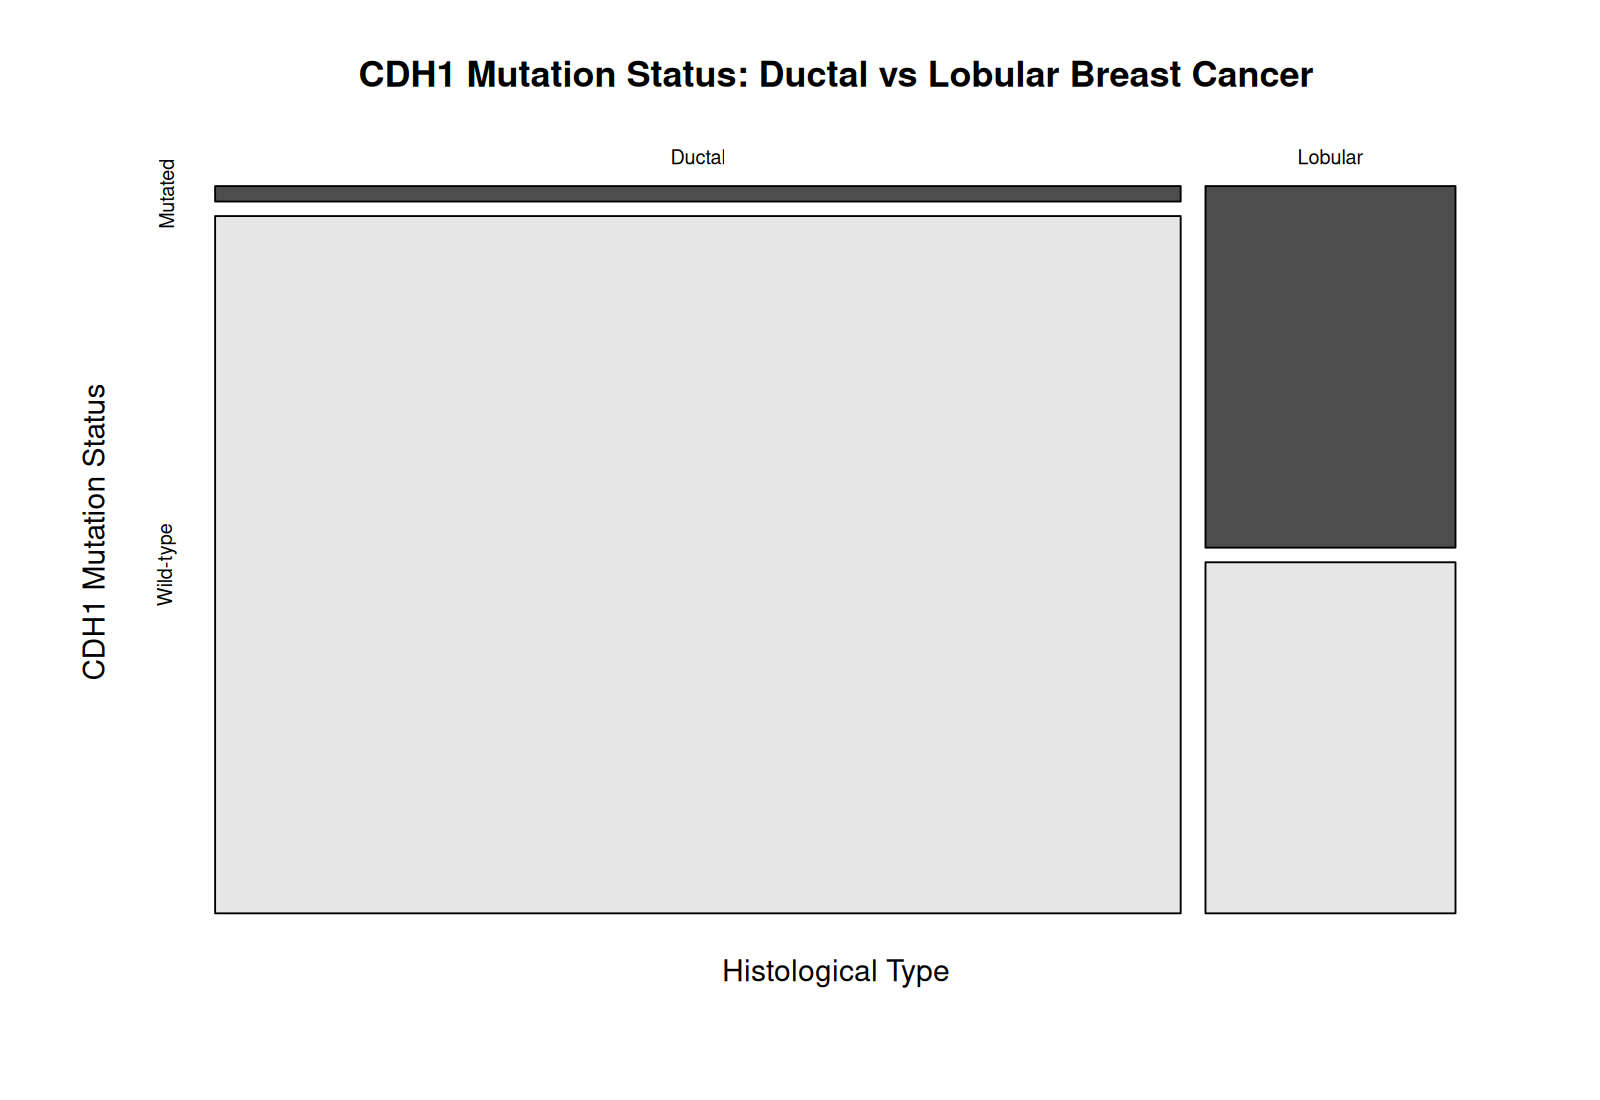 CDH1 Mutation Status: Ductal vs Lobular Breast Cancer
Ductal
Lobular
Mutated
Wild-type
CDH1 Mutation Status
Histological Type